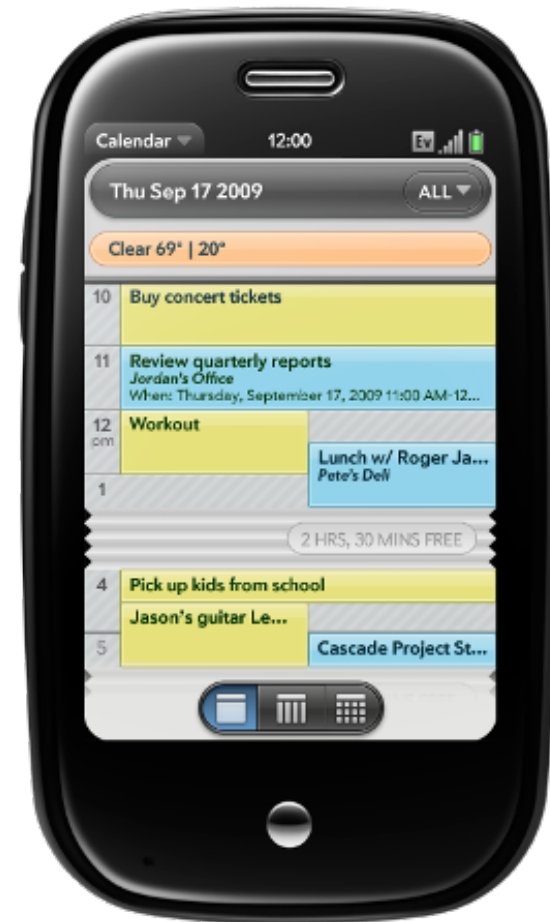 Calendar
12:00
Ev
Thu Sep 17 2009
ALL
Clear 69° | 20°
10
Buy concert tickets
11
Review quarterly reports
Jordan's Office
When: Thursday, September 17, 2009 11:00 AM-12...
12
pm
Workout
Lunch w/ Roger Ja...
Pete's Deli
1
2 HRS, 30 MINS FREE
4
Pick up kids from school
Jason's guitar Le...
5
Cascade Project St...
FREE